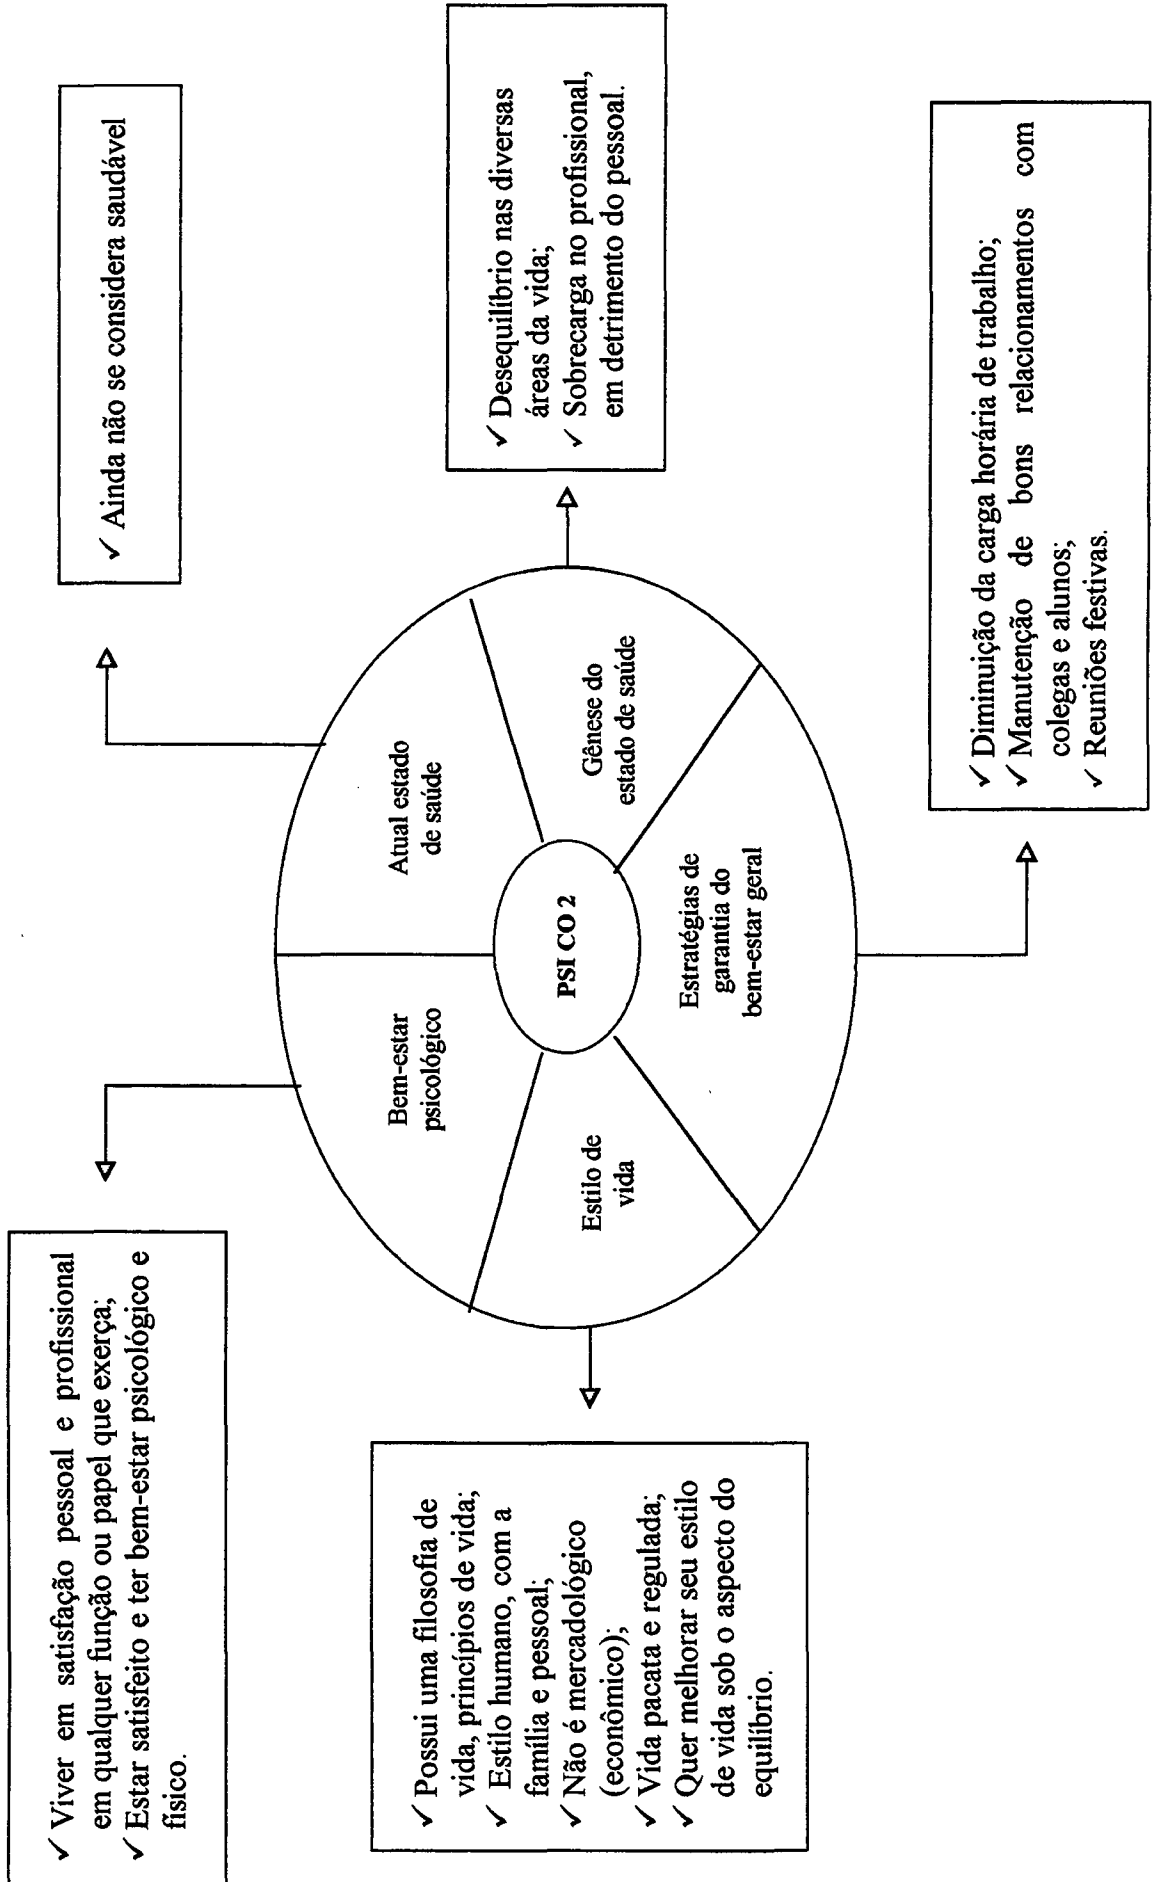 ✓ Viver em satisfação pessoal e profissional
em qualquer função ou papel que exerça;
✓ Estar satisfeito e ter bem-estar psicológico e
físico.
✓ Ainda não se considera saudável
Bem-estar
psicológico
Atual estado
de saúde
✓ Possui uma filosofia de
vida, princípios de vida;
✓ Estilo humano, com a
família e pessoal;
✓ Não é mercadológico
(econômico);
✓ Vida pacata e regulada;
✓ Quer melhorar seu estilo
de vida sob o aspecto do
equilíbrio.
Estilo de
vida
PSI CO 2
Gênese do
estado de saúde
✓ Desequilíbrio nas diversas
áreas da vida;
✓ Sobrecarga no profissional,
em detrimento do pessoal.
Estratégias de
garantia do
bem-estar geral
✓ Diminuição da carga horária de trabalho;
✓ Manutenção de bons relacionamentos com
colegas e alunos;
✓ Reuniões festivas.